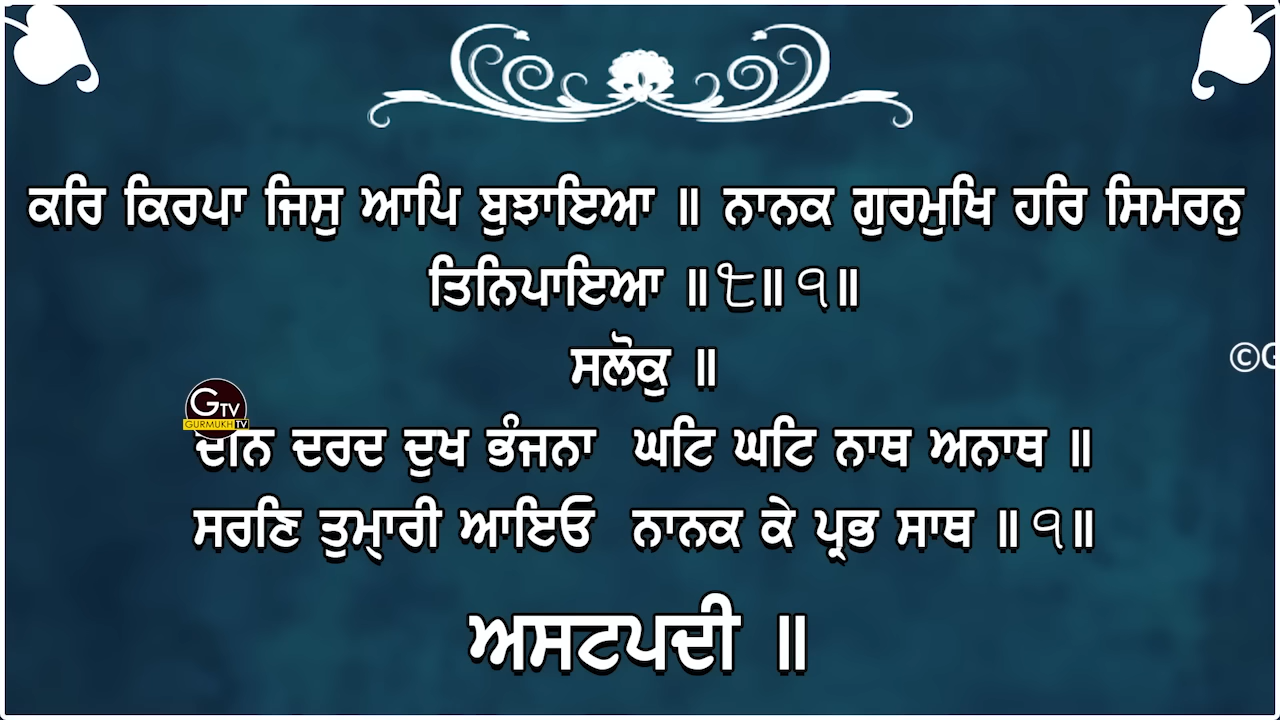 ਕਰਿ ਕਿਰਪਾ ਜਿਸੁ ਆਪਿ ਬੁਝਾਇਆ ॥ ਨਾਨਕ ਗੁਰਮੁਖਿ ਹਰਿ ਸਿਮਰਨੁ
ਤਿਨਿਪਾਇਆ ॥੮॥੧॥
ਸਲੋਕੁ ॥
GTV
GURMUKH TV
ਦੀਨ ਦਰਦ ਦੁਖ ਭੰਜਨਾ ਘਟਿ ਘਟਿ ਨਾਥ ਅਨਾਥ ॥
ਸਰਣਿ ਤੁਮ੍ਾਰੀ ਆਇਓ ਨਾਨਕ ਕੇ ਪ੍ਰਭ ਸਾਥ ॥੧॥
ਅਸਟਪਦੀ ॥